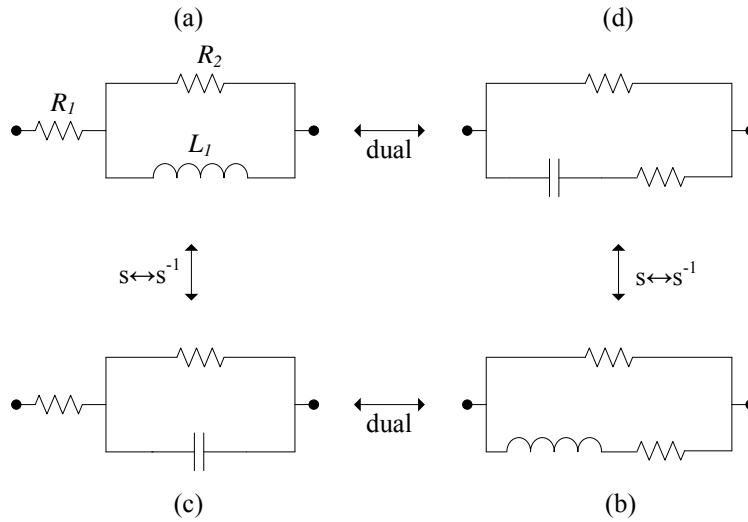 (a) (d)
R₂
R₁
L₁
dual
s↔s⁻¹ s↔s⁻¹
dual
(c) (b)